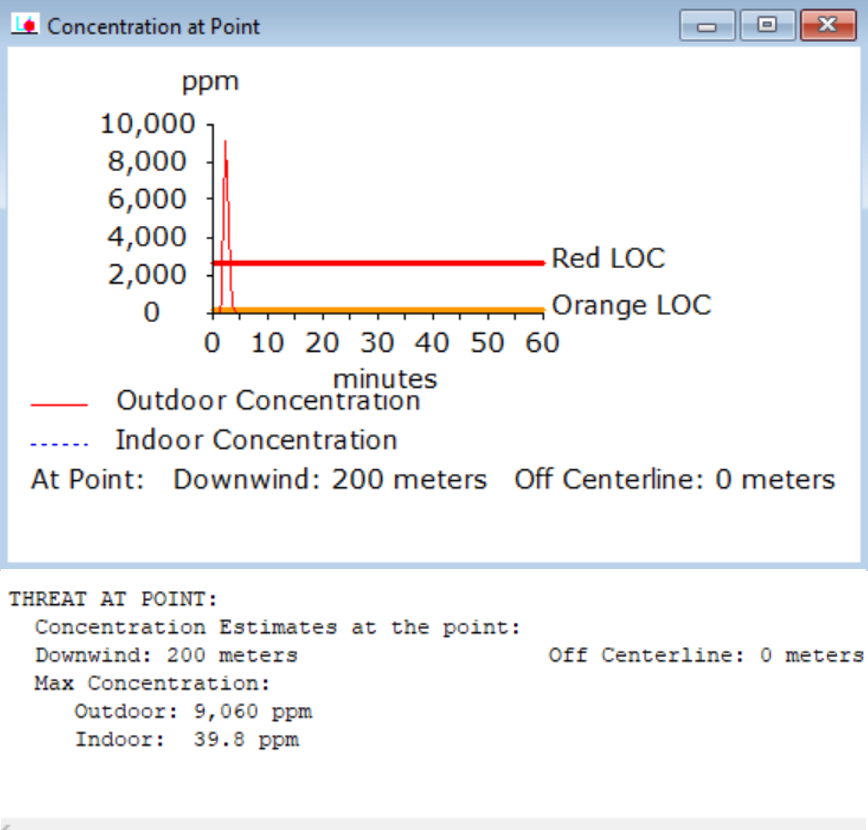 Concentration at Point
ppm
10,000
8,000
6,000
4,000
2,000
0
Red LOC
Orange LOC
0 10 20 30 40 50 60
minutes
Outdoor Concentration
Indoor Concentration
At Point: Downwind: 200 meters Off Centerline: 0 meters
THREAT AT POINT:
Concentration Estimates at the point:
Downwind: 200 meters Off Centerline: 0 meters
Max Concentration:
Outdoor: 9,060 ppm
Indoor: 39.8 ppm